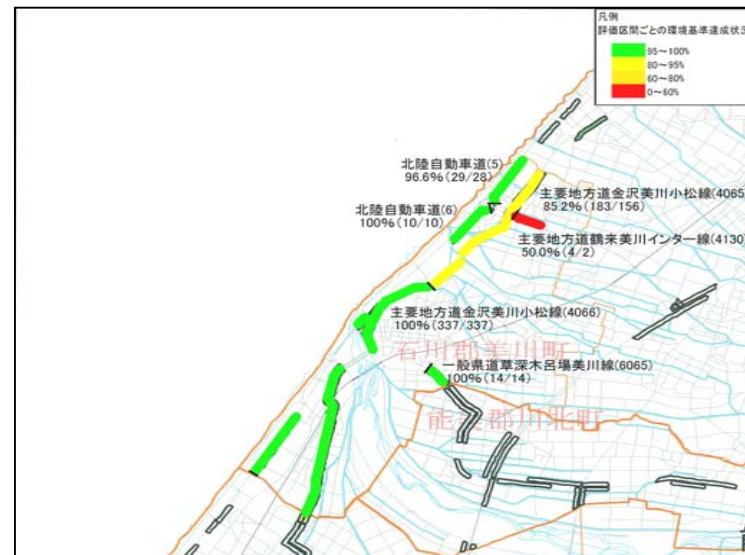 凡例
評価区間ごとの環境基準達成状況
95～100%
80～95%
60～80%
0～60%
北陸自動車道(5)
96.6%(29/28)
北陸自動車道(6)
100%(10/10)
主要地方道金沢美川小松線(4065)
85.2%(183/156)
主要地方道鶴来美川インター線(4130)
50.0%(4/2)
主要地方道金沢美川小松線(4066)
100%(337/337)
石川郡美川町
一般県道草深木呂場美川線(6065)
100%(14/14)
能美郡川北町